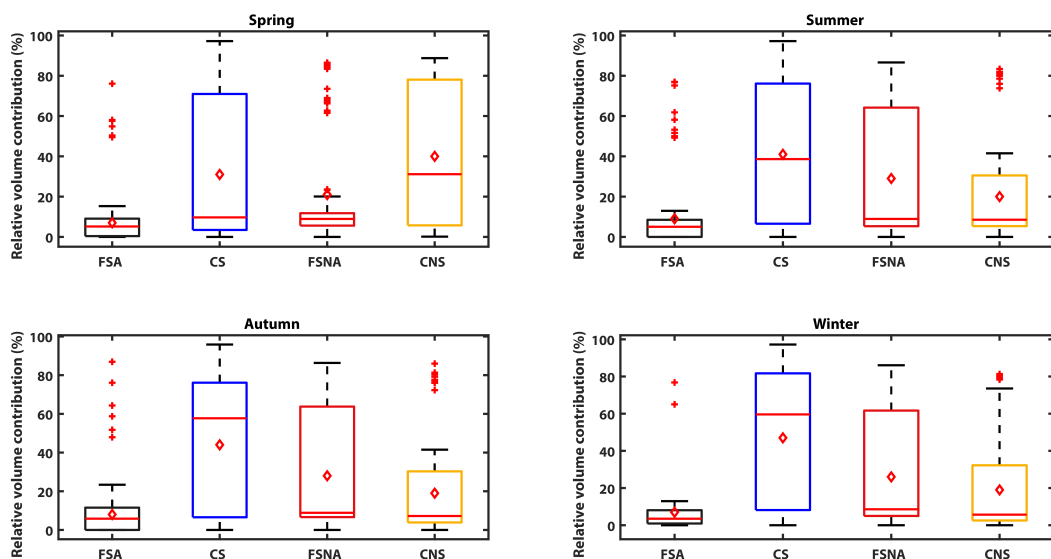 Spring
Relative volume contribution (%)
100
80
60
40
20
0
FSA CS FSNA CNS
Summer
Relative volume contribution (%)
100
80
60
40
20
0
FSA CS FSNA CNS
Autumn
Relative volume contribution (%)
100
80
60
40
20
0
FSA CS FSNA CNS
Winter
Relative volume contribution (%)
100
80
60
40
20
0
FSA CS FSNA CNS